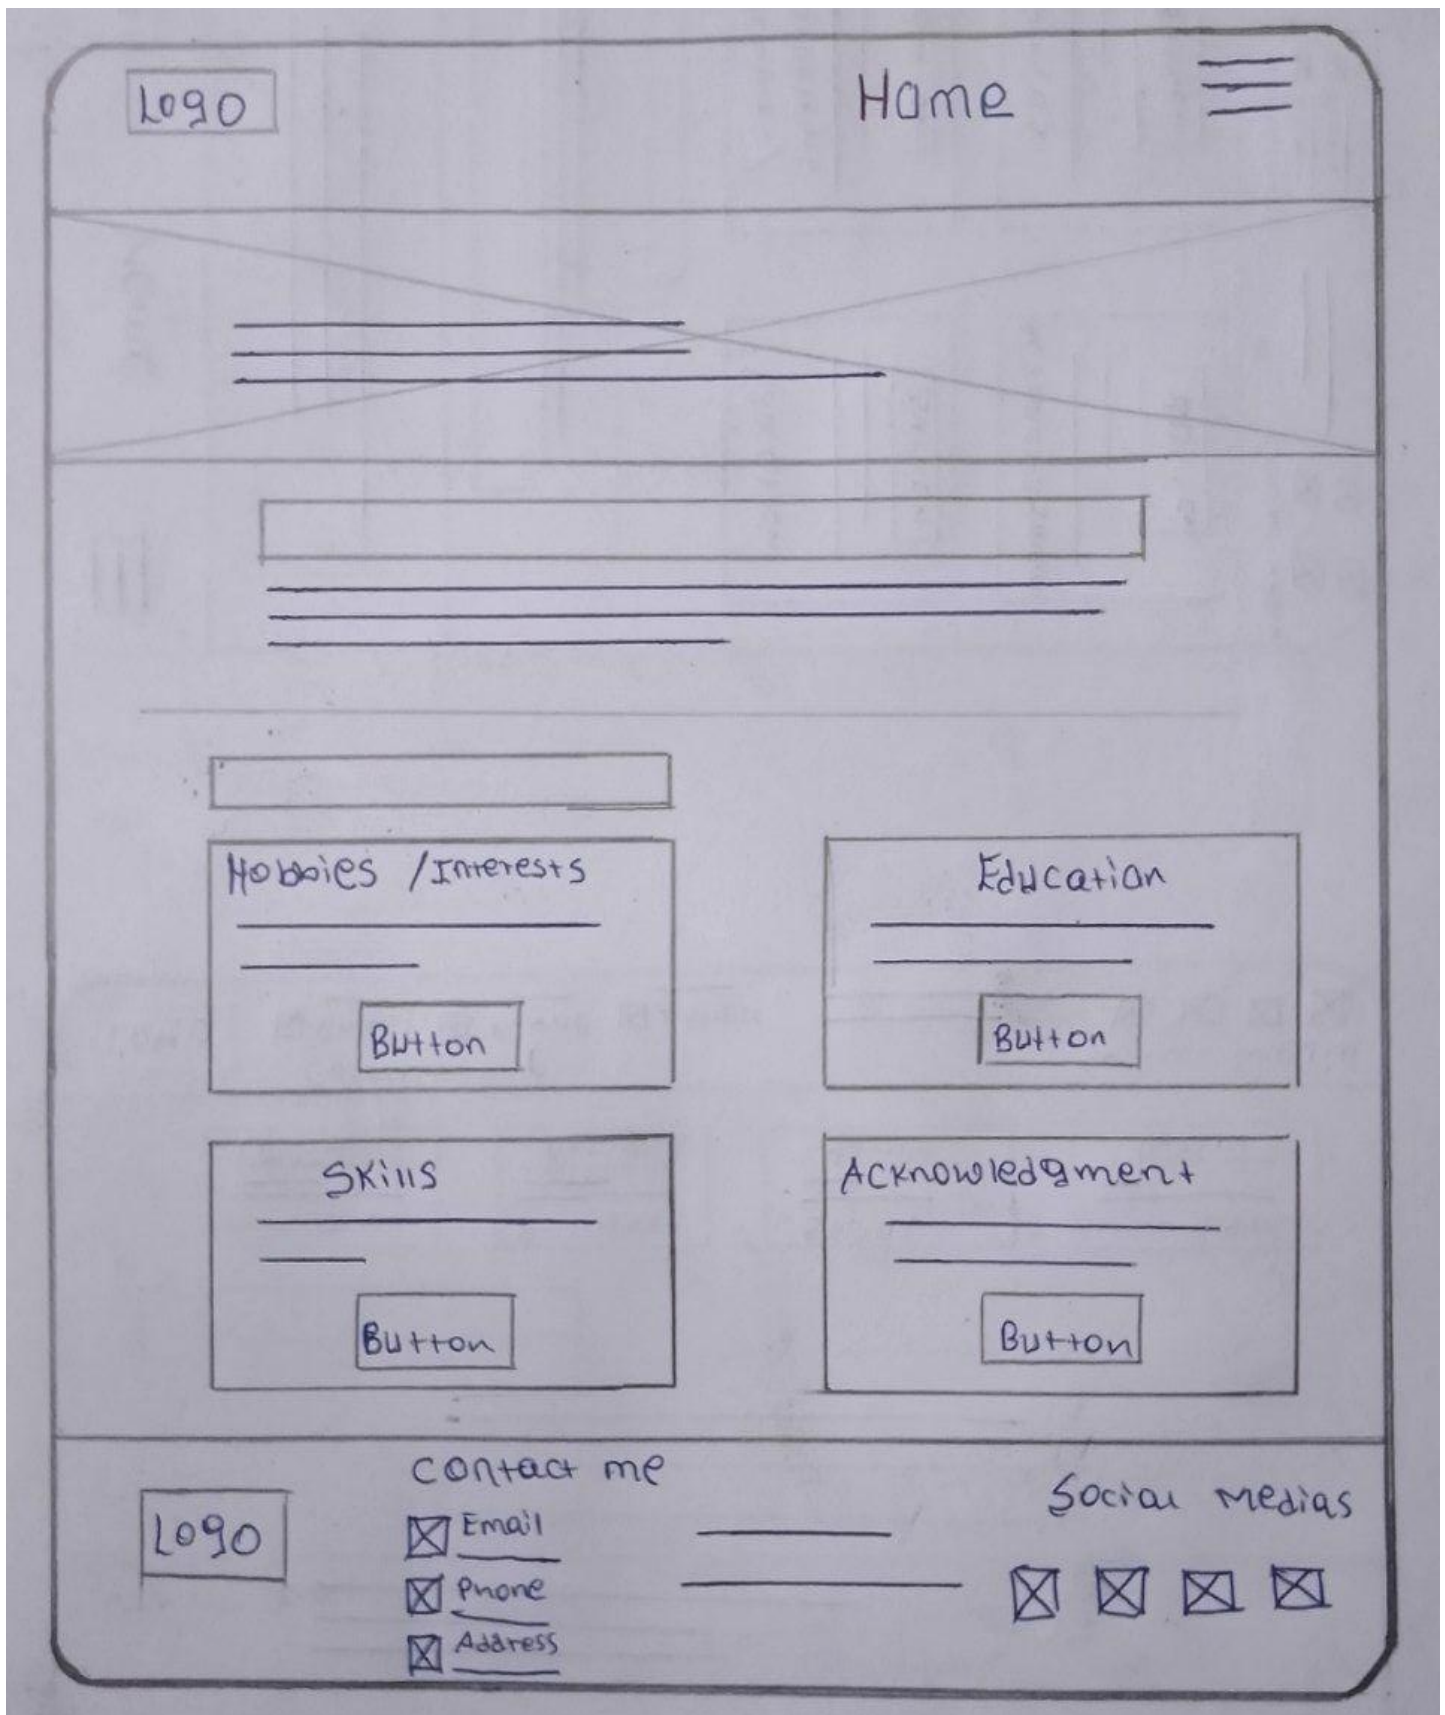 Logo
Home
Hobbies / Interests
Education
Button
Button
Skills
Acknowledgment
Button
Button
Logo
Contact me
Email
Phone
Address
Social medias